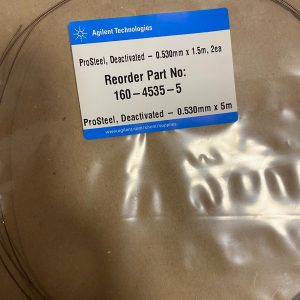 Agilent Technologies
ProSteel, Deactivated - 0.530mm x 1.5m, 2ea
Reorder Part No:
160-4535-5
ProSteel, Deactivated - 0.530mm x 5m
www.agilent.com/chem/supplies